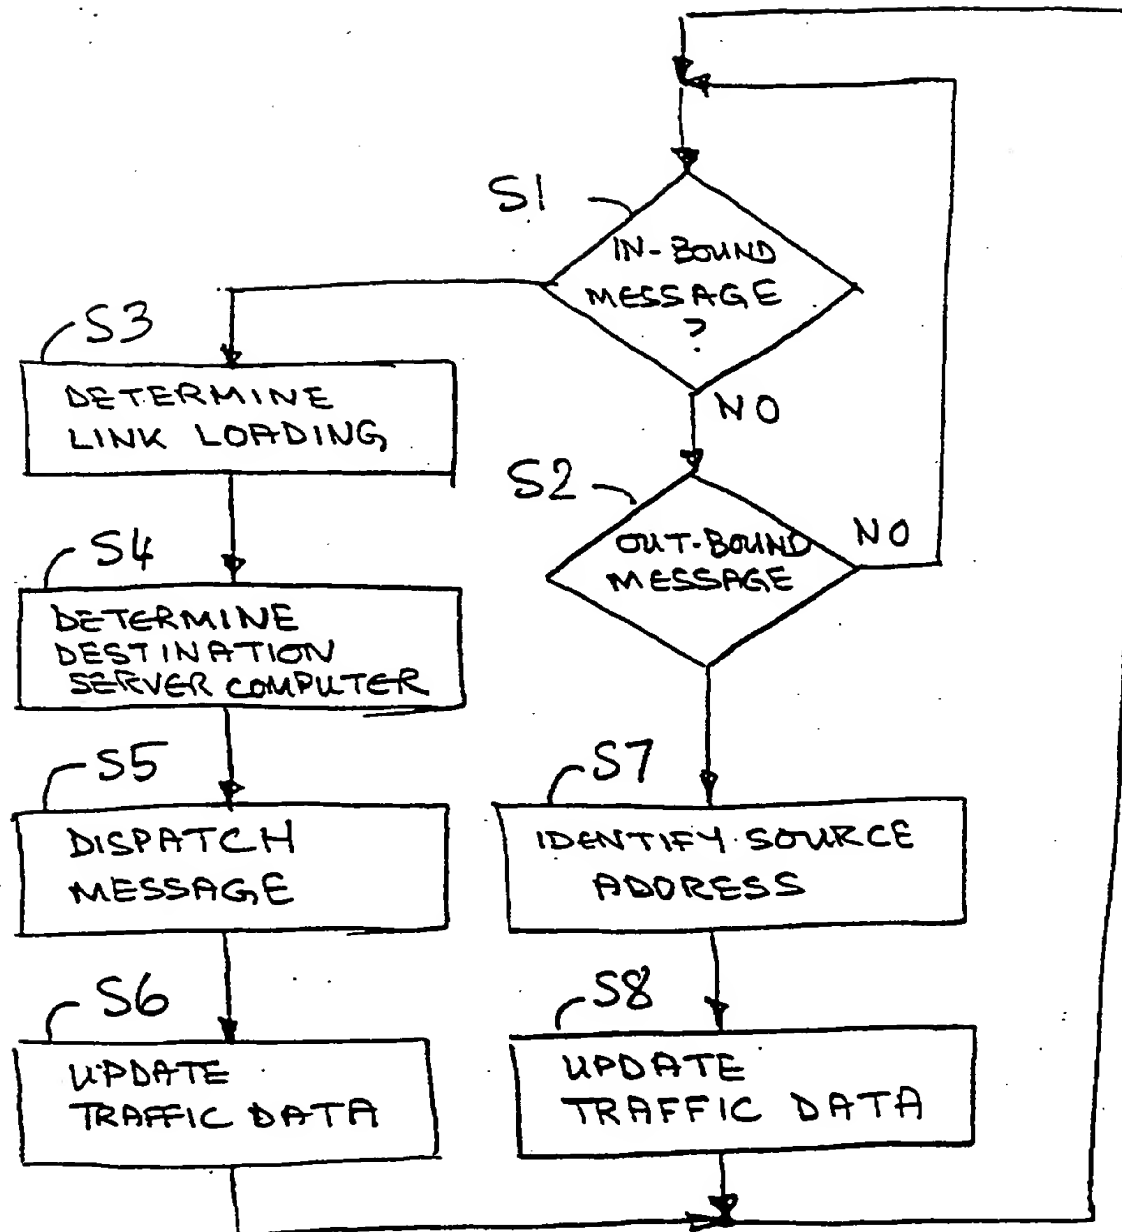 S1
IN-BOUND
MESSAGE
?
NO
S2
OUT-BOUND
MESSAGE
NO
S3
DETERMINE
LINK LOADING
S4
DETERMINE
DESTINATION
SERVER COMPUTER
S5
DISPATCH
MESSAGE
S6
UPDATE
TRAFFIC DATA
S7
IDENTIFY SOURCE
ADDRESS
S8
UPDATE
TRAFFIC DATA